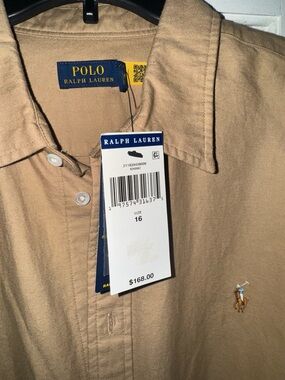 POLO
RALPH LAUREN
RALPH LAUREN
SIZE
16
$168.00